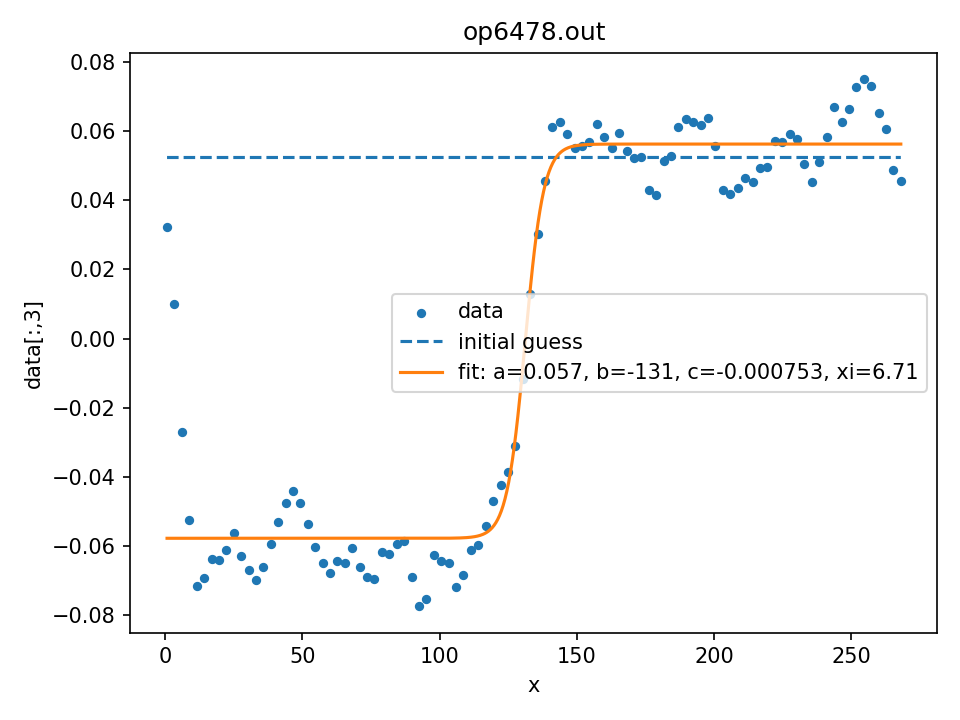 op6478.out
0.08
0.06
0.04
0.02
0.00
−0.02
−0.04
−0.06
−0.08
data[:,3]
data
initial guess
fit: a=0.057, b=-131, c=-0.000753, xi=6.71
0 50 100 150 200 250
x